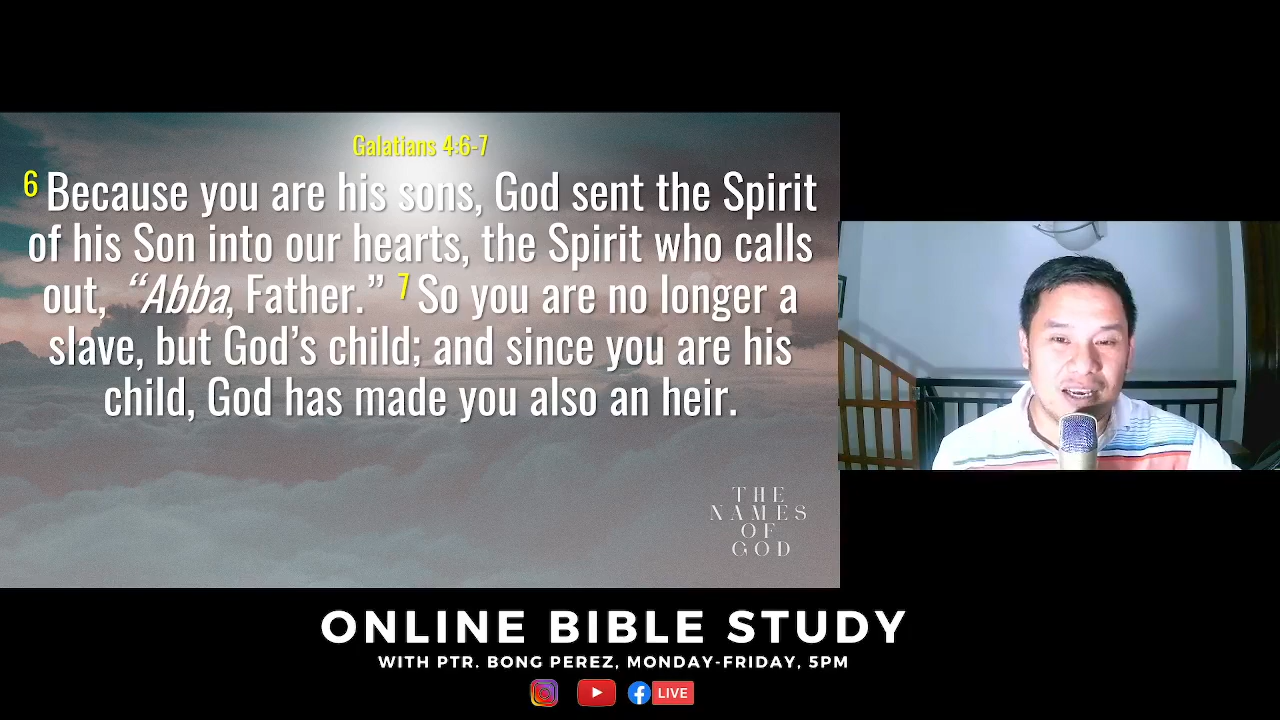 Galatians 4:6-7
6 Because you are his sons, God sent the Spirit
of his Son into our hearts, the Spirit who calls
out, “Abba, Father.” 7 So you are no longer a
slave, but God’s child; and since you are his
child, God has made you also an heir.
THE
NAMES
OF
GOD
ONLINE BIBLE STUDY
WITH PTR. BONG PEREZ, MONDAY-FRIDAY, 5PM
LIVE